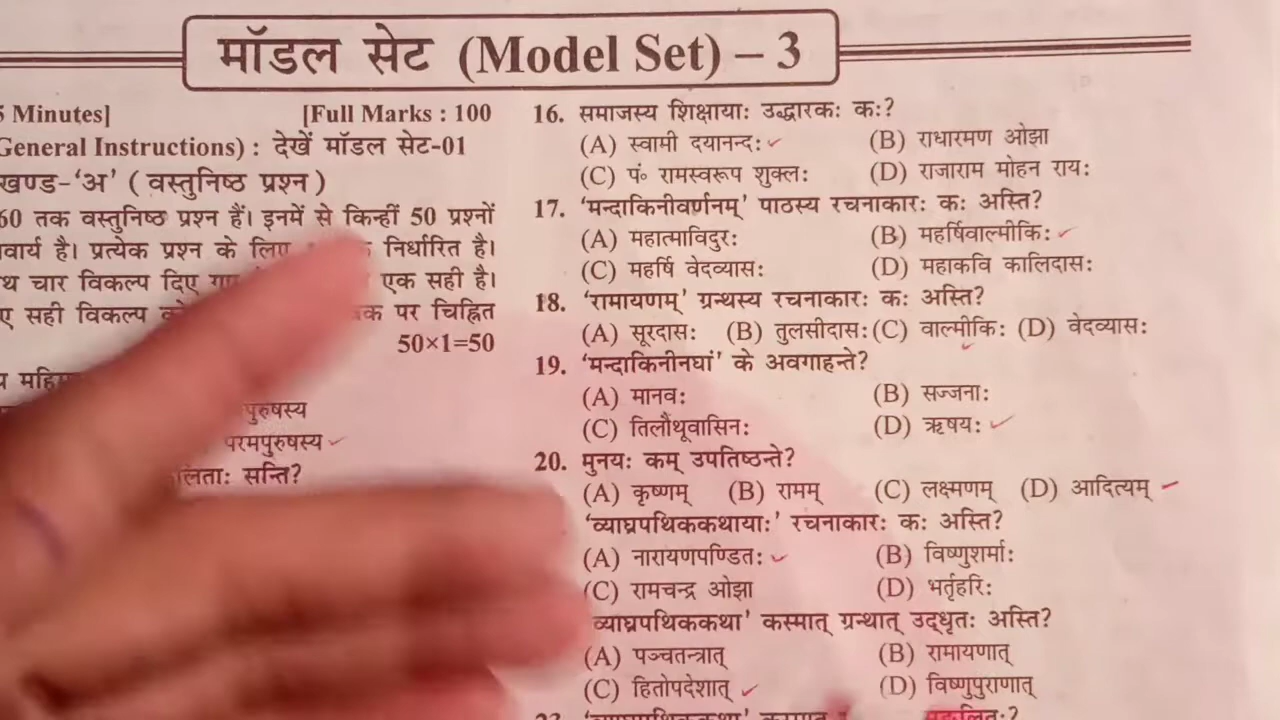 मॉडल सेट (Model Set) – 3
5 Minutes] [Full Marks : 100
General Instructions) : देखें मॉडल सेट-01
खण्ड-‘अ’ ( वस्तुनिष्ठ प्रश्न )
60 तक वस्तुनिष्ठ प्रश्न हैं। इनमें से किन्हीं 50 प्रश्नों
है। प्रत्येक प्रश्न के लिए निर्धारित है।
चार विकल्प दिए एक सही है।
सही विकल्प पर चिह्नित
50×1=50
पुरुषस्य
परमपुरुषस्य
सन्ति?
16. समाजस्य शिक्षायाः उद्धारकः कः?
(A) स्वामी दयानन्दः (B) राधारमण ओझा
(C) पं० रामस्वरूप शुक्लः (D) राजाराम मोहन रायः
17. ‘मन्दाकिनीवर्णनम्’ पाठस्य रचनाकारः कः अस्ति?
(A) महात्माविदुरः (B) महर्षिवाल्मीकिः
(C) महर्षि वेदव्यासः (D) महाकवि कालिदासः
18. ‘रामायणम्’ ग्रन्थस्य रचनाकारः कः अस्ति?
(A) सूरदासः (B) तुलसीदासः (C) वाल्मीकिः (D) वेदव्यासः
19. ‘मन्दाकिनीनघां’ के अवगाहन्ते?
(A) मानवः (B) सज्जनाः
(C) तिलौंथूवासिनः (D) ऋषयः
20. मुनयः कम् उपतिष्ठन्ते?
(A) कृष्णम् (B) रामम् (C) लक्ष्मणम् (D) आदित्यम्
‘व्याघ्रपथिककथायाः’ रचनाकारः कः अस्ति?
(A) नारायणपण्डितः (B) विष्णुशर्माः
(C) रामचन्द्र ओझा (D) भर्तृहरिः
व्याघ्रपथिककथा’ कस्मात् ग्रन्थात् उद्धृतः अस्ति?
(A) पञ्चतन्त्रात् (B) रामायणात्
(C) हितोपदेशात् (D) विष्णुपुराणात्